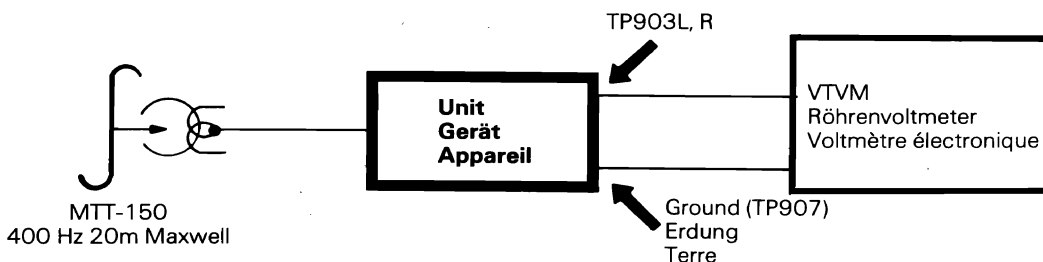 TP903L, R
Unit
Gerät
Appareil
VTVM
Röhrenvoltmeter
Voltmètre électronique
MTT-150
400 Hz 20m Maxwell
Ground (TP907)
Erdung
Terre